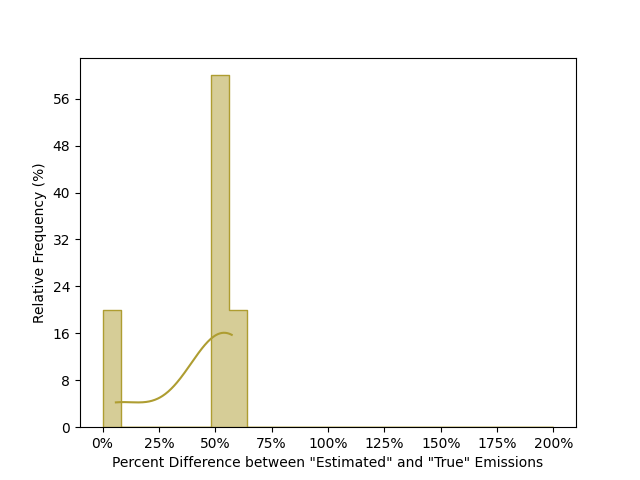 56
48
40
32
24
16
8
0
Relative Frequency (%)
0% 25% 50% 75% 100% 125% 150% 175% 200%
Percent Difference between "Estimated" and "True" Emissions